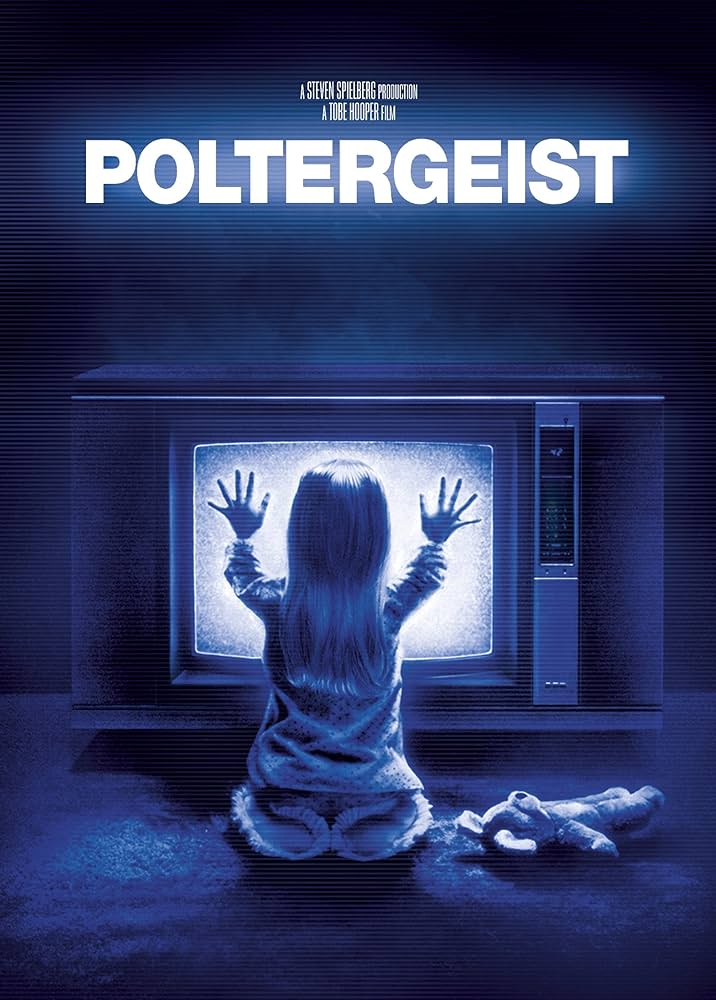 A STEVEN SPIELBERG PRODUCTION
A TOBE HOOPER FILM
POLTERGEIST